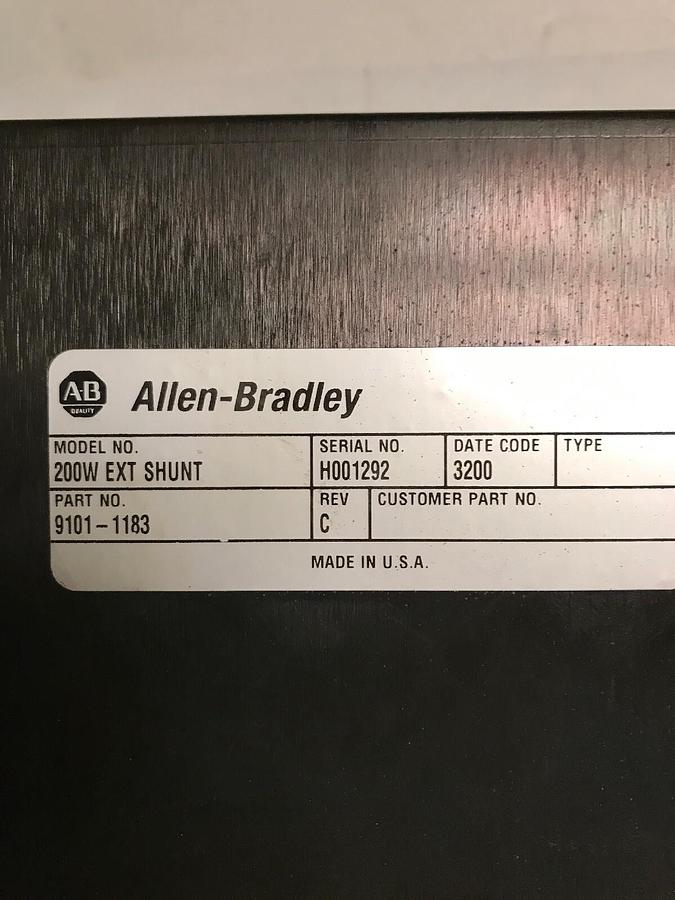 A-B
QUALITY
Allen-Bradley
MODEL NO. SERIAL NO. DATE CODE TYPE
200W EXT SHUNT H001292 3200
PART NO. REV CUSTOMER PART NO.
9101-1183 C
MADE IN U.S.A.